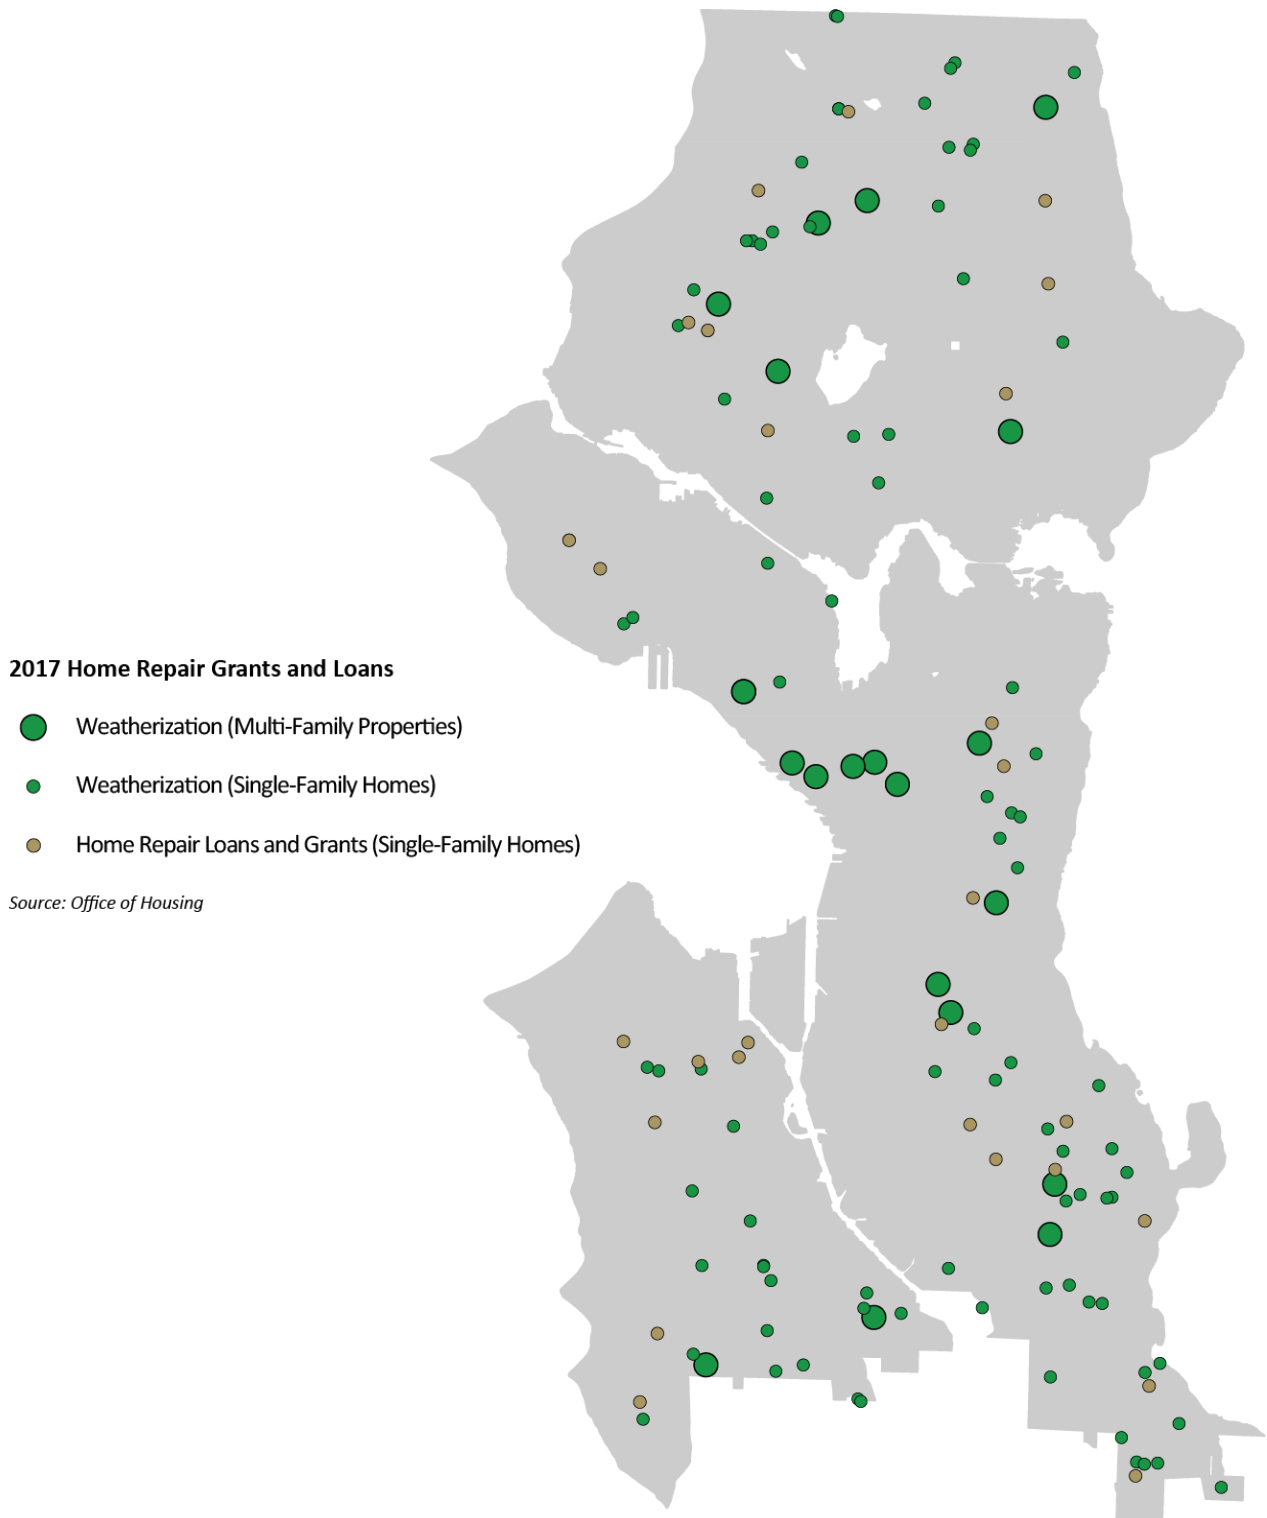 2017 Home Repair Grants and Loans
Weatherization (Multi-Family Properties)
Weatherization (Single-Family Homes)
Home Repair Loans and Grants (Single-Family Homes)
Source: Office of Housing